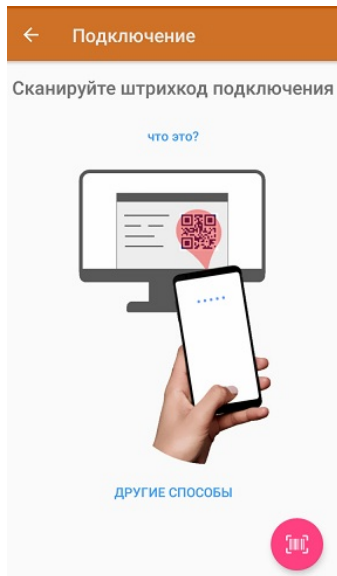 Подключение
Сканируйте штрихкод подключения
что это?
ДРУГИЕ СПОСОБЫ